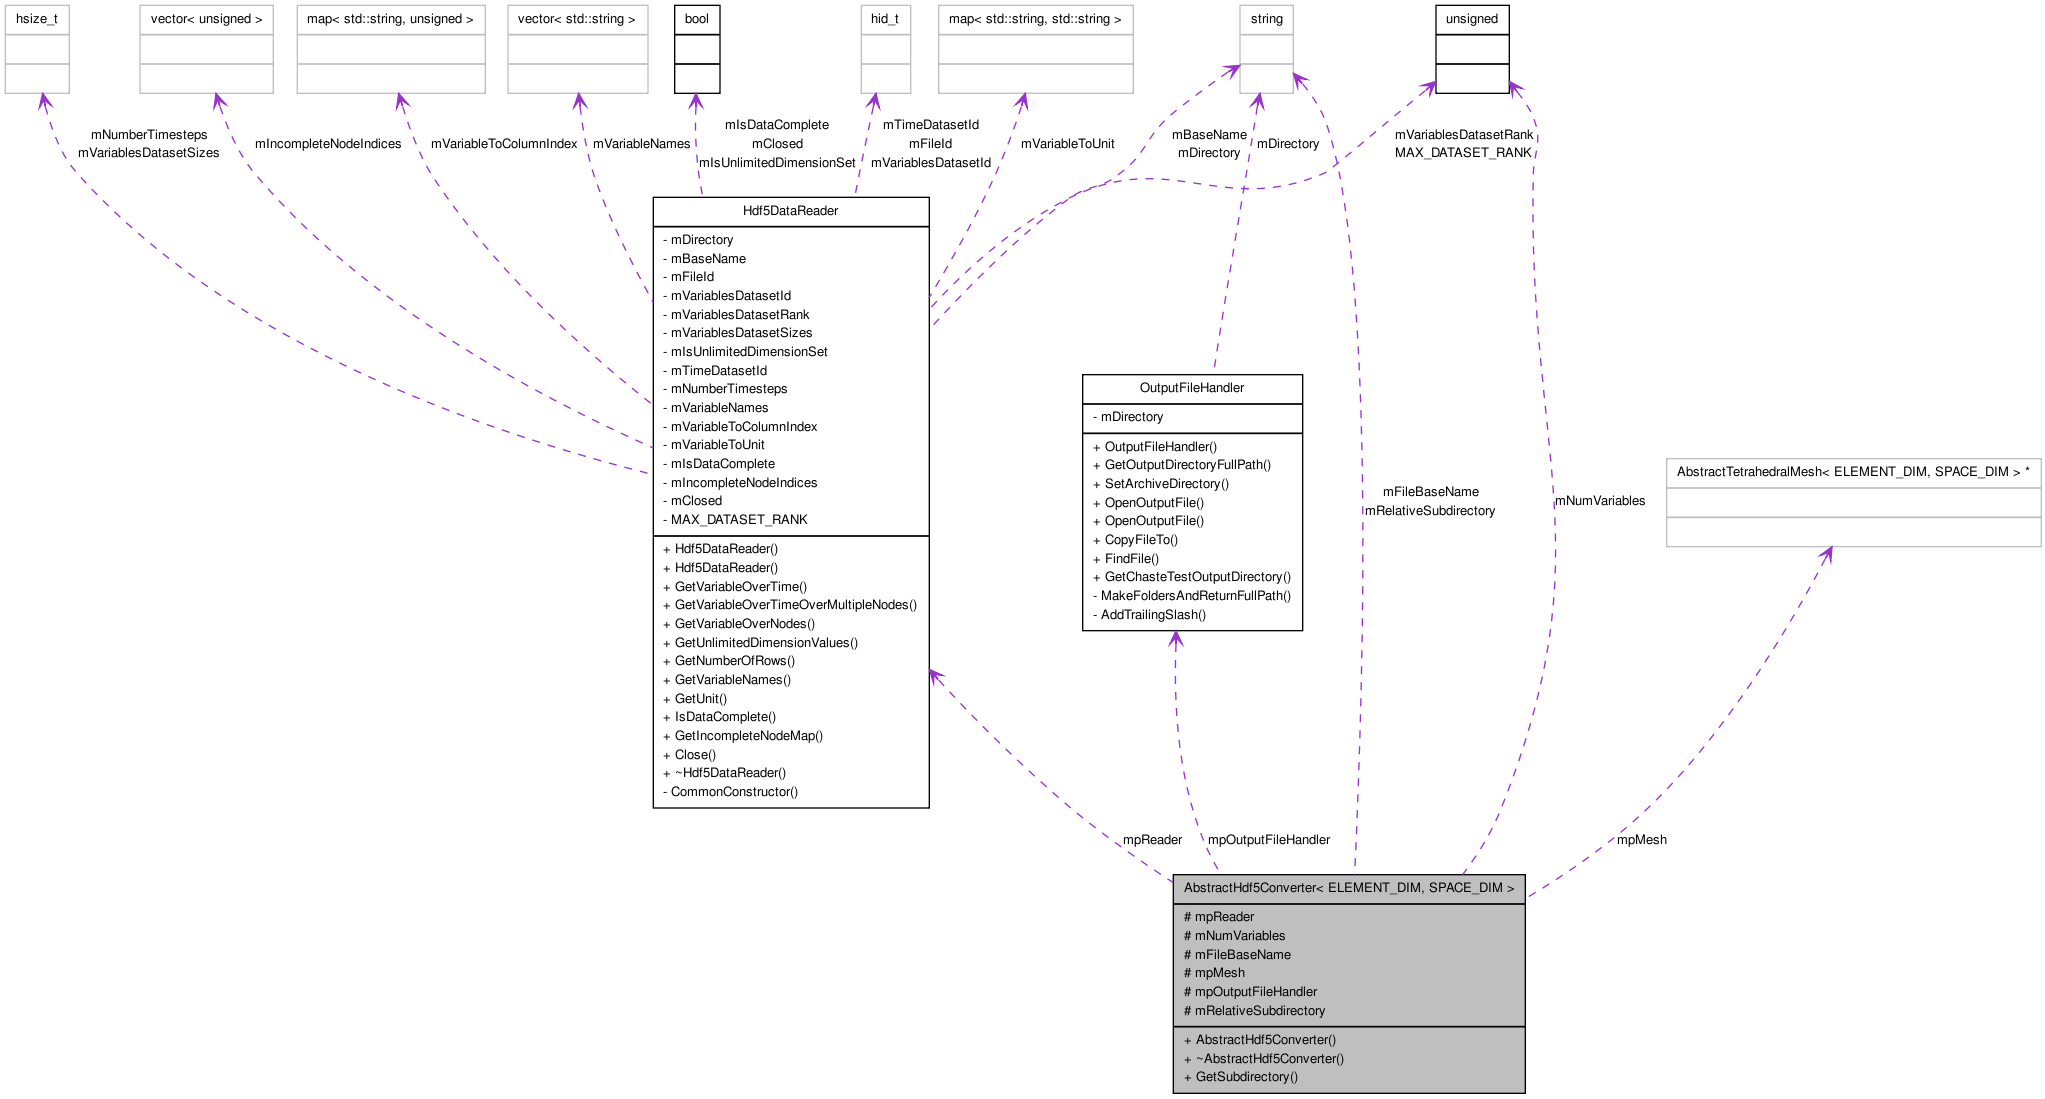 hsize_t
vector< unsigned >
map< std::string, unsigned >
vector< std::string >
bool
hid_t
map< std::string, std::string >
string
unsigned
mNumberTimesteps
mVariablesDatasetSizes
mIncompleteNodeIndices
mVariableToColumnIndex
mVariableNames
mIsDataComplete
mClosed
mIsUnlimitedDimensionSet
mTimeDatasetId
mFileId
mVariablesDatasetId
mVariableToUnit
mBaseName
mDirectory
mDirectory
mVariablesDatasetRank
MAX_DATASET_RANK
Hdf5DataReader
- mDirectory
- mBaseName
- mFileId
- mVariablesDatasetId
- mVariablesDatasetRank
- mVariablesDatasetSizes
- mIsUnlimitedDimensionSet
- mTimeDatasetId
- mNumberTimesteps
- mVariableNames
- mVariableToColumnIndex
- mVariableToUnit
- mIsDataComplete
- mIncompleteNodeIndices
- mClosed
- MAX_DATASET_RANK
+ Hdf5DataReader()
+ Hdf5DataReader()
+ GetVariableOverTime()
+ GetVariableOverTimeOverMultipleNodes()
+ GetVariableOverNodes()
+ GetUnlimitedDimensionValues()
+ GetNumberOfRows()
+ GetVariableNames()
+ GetUnit()
+ IsDataComplete()
+ GetIncompleteNodeMap()
+ Close()
+ ~Hdf5DataReader()
- CommonConstructor()
OutputFileHandler
- mDirectory
+ OutputFileHandler()
+ GetOutputDirectoryFullPath()
+ SetArchiveDirectory()
+ OpenOutputFile()
+ OpenOutputFile()
+ CopyFileTo()
+ FindFile()
+ GetChasteTestOutputDirectory()
- MakeFoldersAndReturnFullPath()
- AddTrailingSlash()
mFileBaseName
mRelativeSubdirectory
mNumVariables
AbstractTetrahedralMesh< ELEMENT_DIM, SPACE_DIM > *
mpReader
mpOutputFileHandler
mpMesh
AbstractHdf5Converter< ELEMENT_DIM, SPACE_DIM >
# mpReader
# mNumVariables
# mFileBaseName
# mpMesh
# mpOutputFileHandler
# mRelativeSubdirectory
+ AbstractHdf5Converter()
+ ~AbstractHdf5Converter()
+ GetSubdirectory()